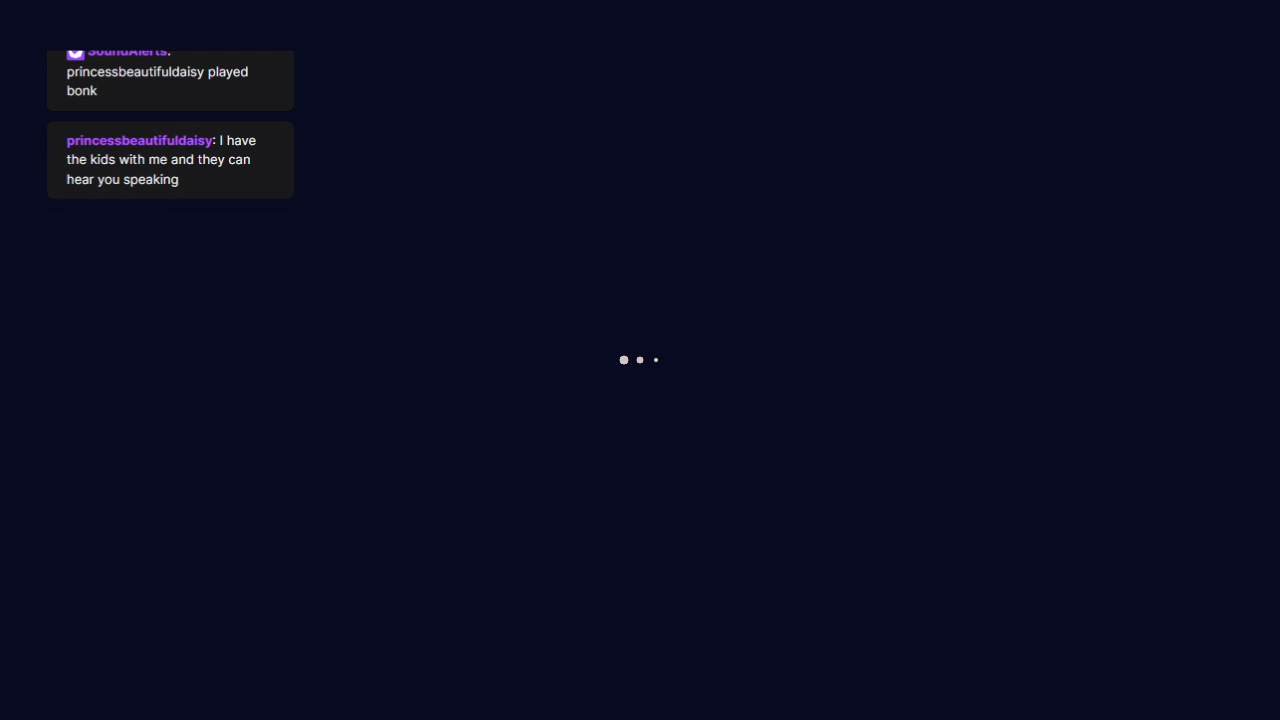 SoundAlerts:
princessbeautifuldaisy played
bonk
princessbeautifuldaisy: I have
the kids with me and they can
hear you speaking